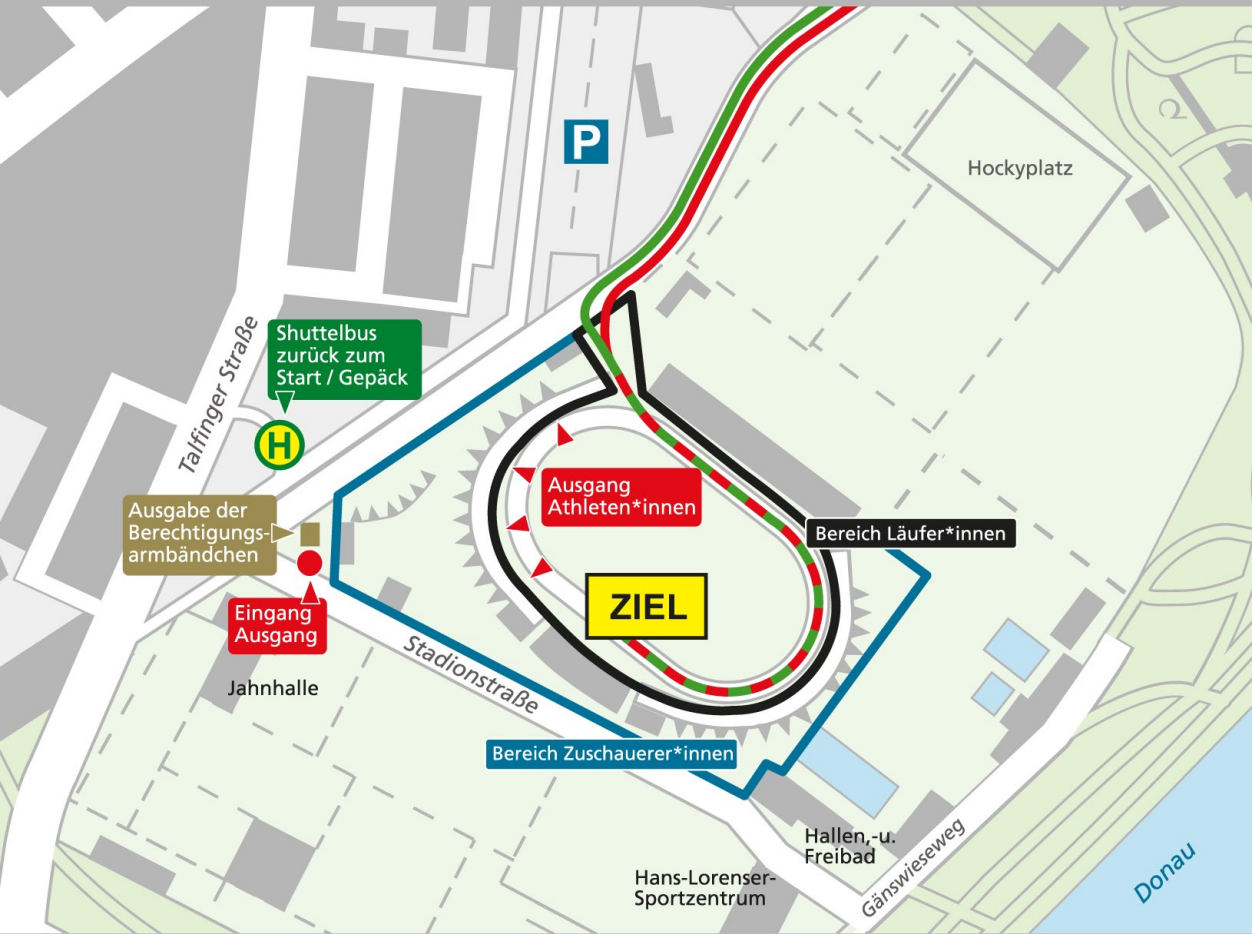 P
Hockyplatz
Talfinger Straße
Shuttelbus
zurück zum
Start / Gepäck
H
Ausgang
Athleten*innen
Ausgabe der
Berechtigungs-
armbändchen
Bereich Läufer*innen
ZIEL
Eingang
Ausgang
Stadionstraße
Jahnhalle
Bereich Zuschauerer*innen
Hallen,-u.
Freibad
Hans-Lorenser-
Sportzentrum
Gänswieseweg
Donau